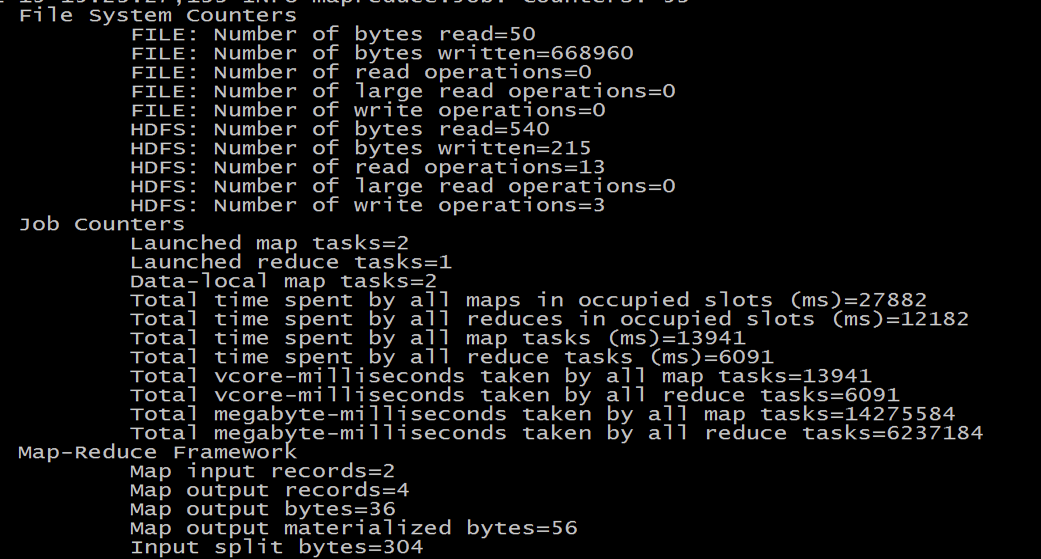 File System Counters
FILE: Number of bytes read=50
FILE: Number of bytes written=668960
FILE: Number of read operations=0
FILE: Number of large read operations=0
FILE: Number of write operations=0
HDFS: Number of bytes read=540
HDFS: Number of bytes written=215
HDFS: Number of read operations=13
HDFS: Number of large read operations=0
HDFS: Number of write operations=3
Job Counters
Launched map tasks=2
Launched reduce tasks=1
Data-local map tasks=2
Total time spent by all maps in occupied slots (ms)=27882
Total time spent by all reduces in occupied slots (ms)=12182
Total time spent by all map tasks (ms)=13941
Total time spent by all reduce tasks (ms)=6091
Total vcore-milliseconds taken by all map tasks=13941
Total vcore-milliseconds taken by all reduce tasks=6091
Total megabyte-milliseconds taken by all map tasks=14275584
Total megabyte-milliseconds taken by all reduce tasks=6237184
Map-Reduce Framework
Map input records=2
Map output records=4
Map output bytes=36
Map output materialized bytes=56
Input split bytes=304